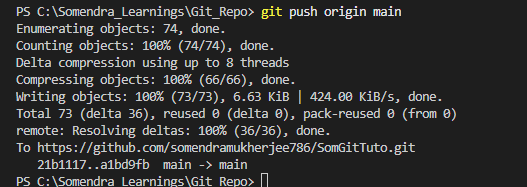 PS C:\Somendra_Learnings\Git_Repo> git push origin main
Enumerating objects: 74, done.
Counting objects: 100% (74/74), done.
Delta compression using up to 8 threads
Compressing objects: 100% (66/66), done.
Writing objects: 100% (73/73), 6.63 KiB | 424.00 KiB/s, done.
Total 73 (delta 36), reused 0 (delta 0), pack-reused 0 (from 0)
remote: Resolving deltas: 100% (36/36), done.
To https://github.com/somendramukherjee786/SomGitTuto.git
   21b1117..a1bd9fb  main -> main
PS C:\Somendra_Learnings\Git_Repo>